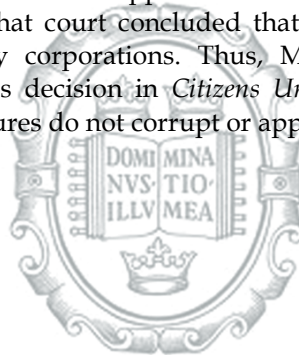 hat court concluded that
y corporations. Thus, M
s decision in Citizens Un
ures do not corrupt or app
DOMI MINA
NVS· TIO·
ILLV MEA